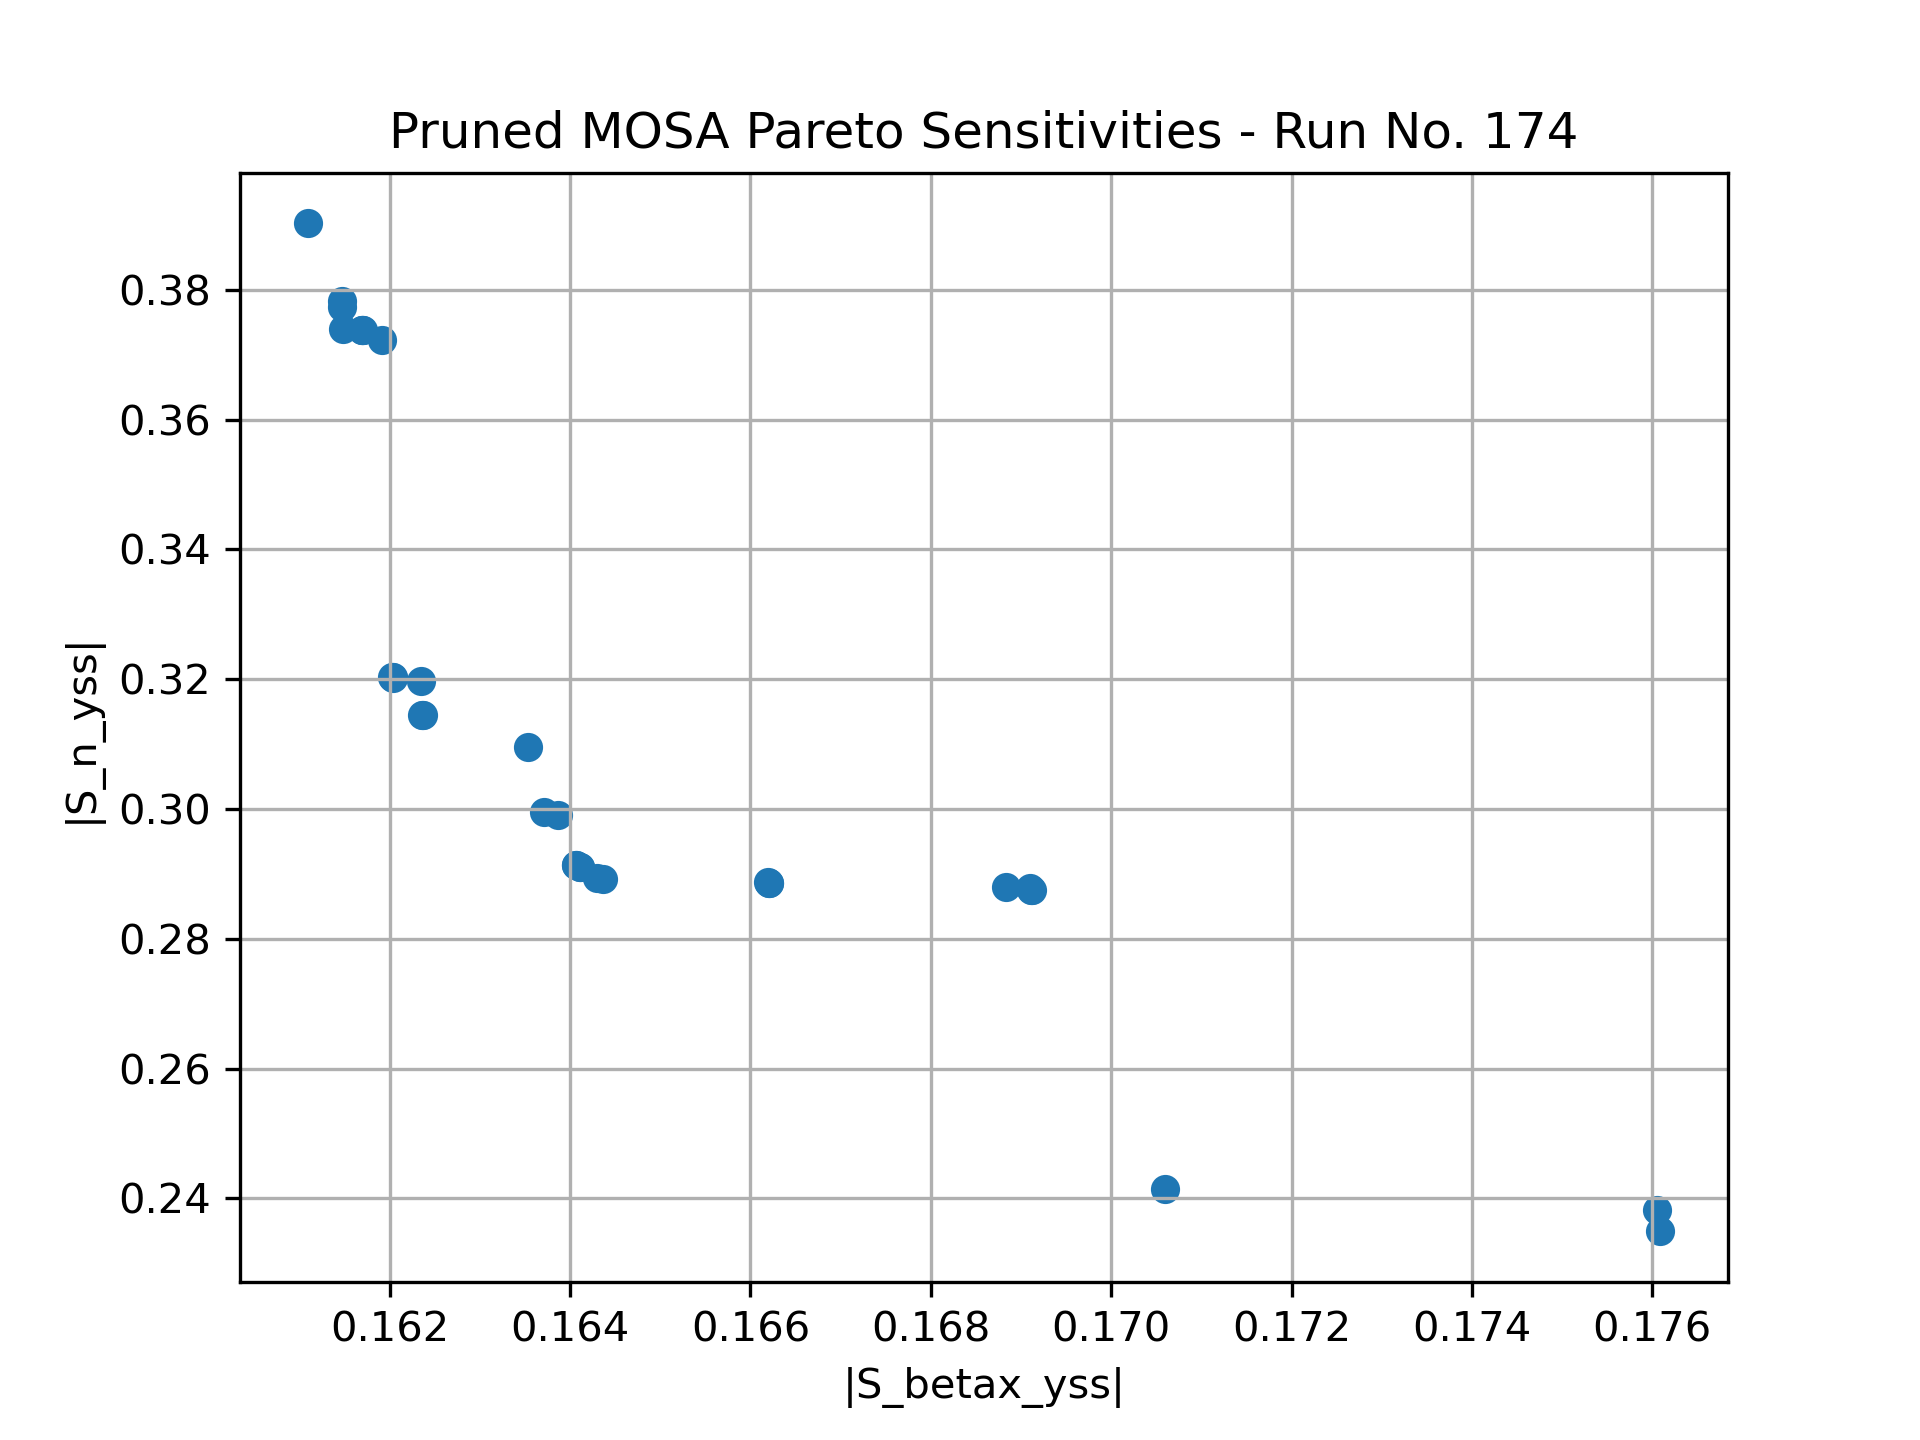 Pruned MOSA Pareto Sensitivities - Run No. 174
0.38
0.36
0.34
0.32
0.30
0.28
0.26
0.24
|S_n_yss|
0.162 0.164 0.166 0.168 0.170 0.172 0.174 0.176
|S_betax_yss|